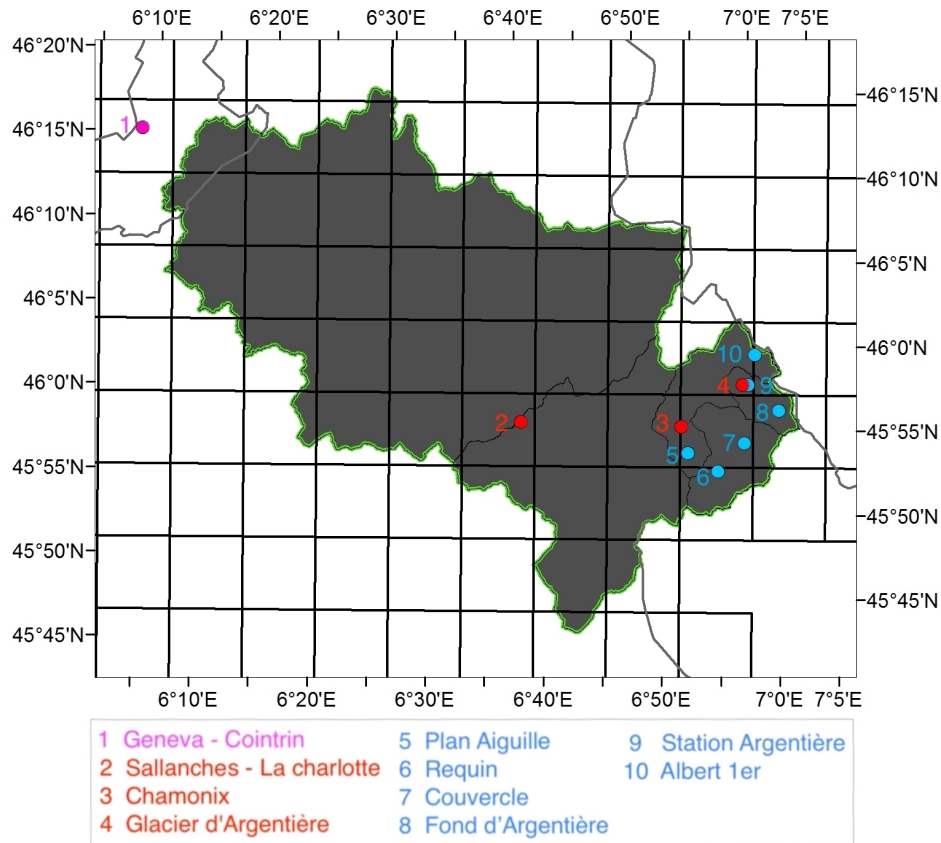 6°10'E 6°20'E 6°30'E 6°40'E 6°50'E 7°0'E 7°5'E
46°20'N
46°15'N
46°15'N
1
46°10'N
46°10'N
46°5'N
46°5'N
46°0'N
10
46°0'N
4 9
8
2 3
45°55'N
7
5
45°55'N
6
45°50'N
45°50'N
45°45'N
45°45'N
6°10'E 6°20'E 6°30'E 6°40'E 6°50'E 7°0'E 7°5'E
1 Geneva - Cointrin
2 Sallanches - La charlotte
3 Chamonix
4 Glacier d'Argentière
5 Plan Aiguille
6 Requin
7 Couvercle
8 Fond d'Argentière
9 Station Argentière
10 Albert 1er